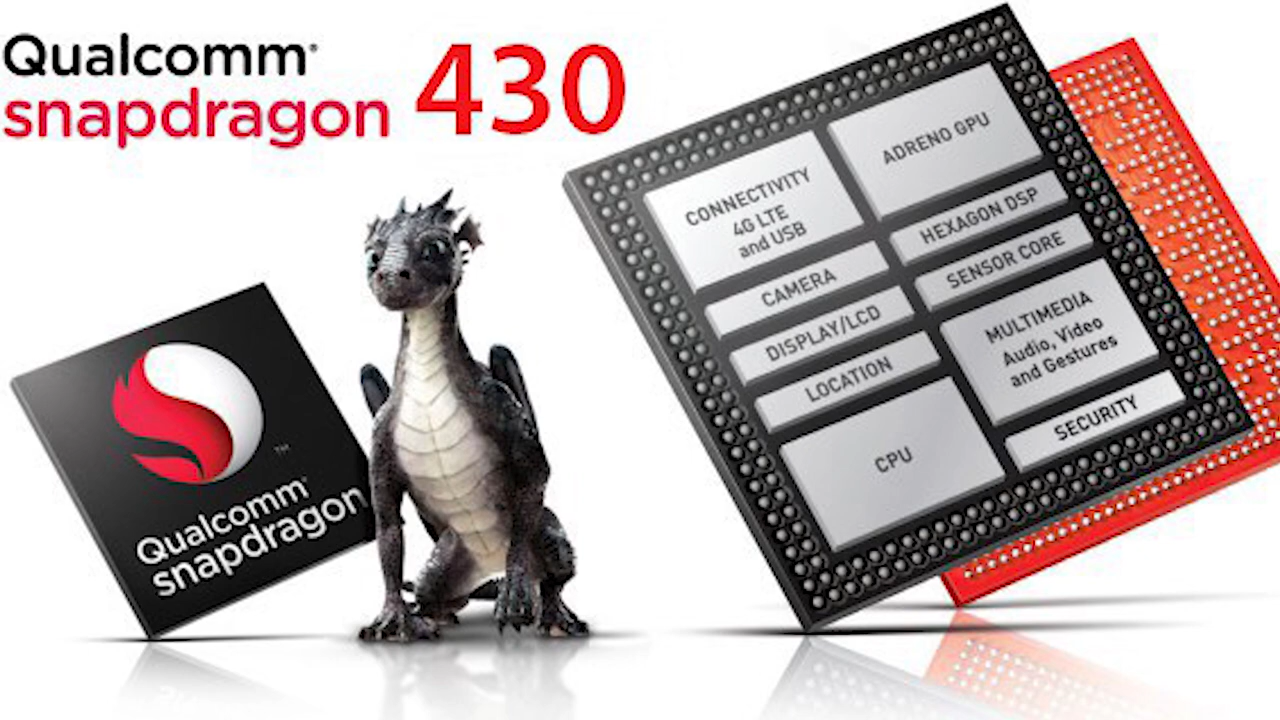 Qualcomm®
snapdragon 430
Qualcomm
snapdragon
™
CONNECTIVITY
4G LTE
and USB
CAMERA
DISPLAY/LCD
LOCATION
CPU
ADRENO GPU
HEXAGON DSP
SENSOR CORE
MULTIMEDIA
Audio, Video
and Gestures
SECURITY